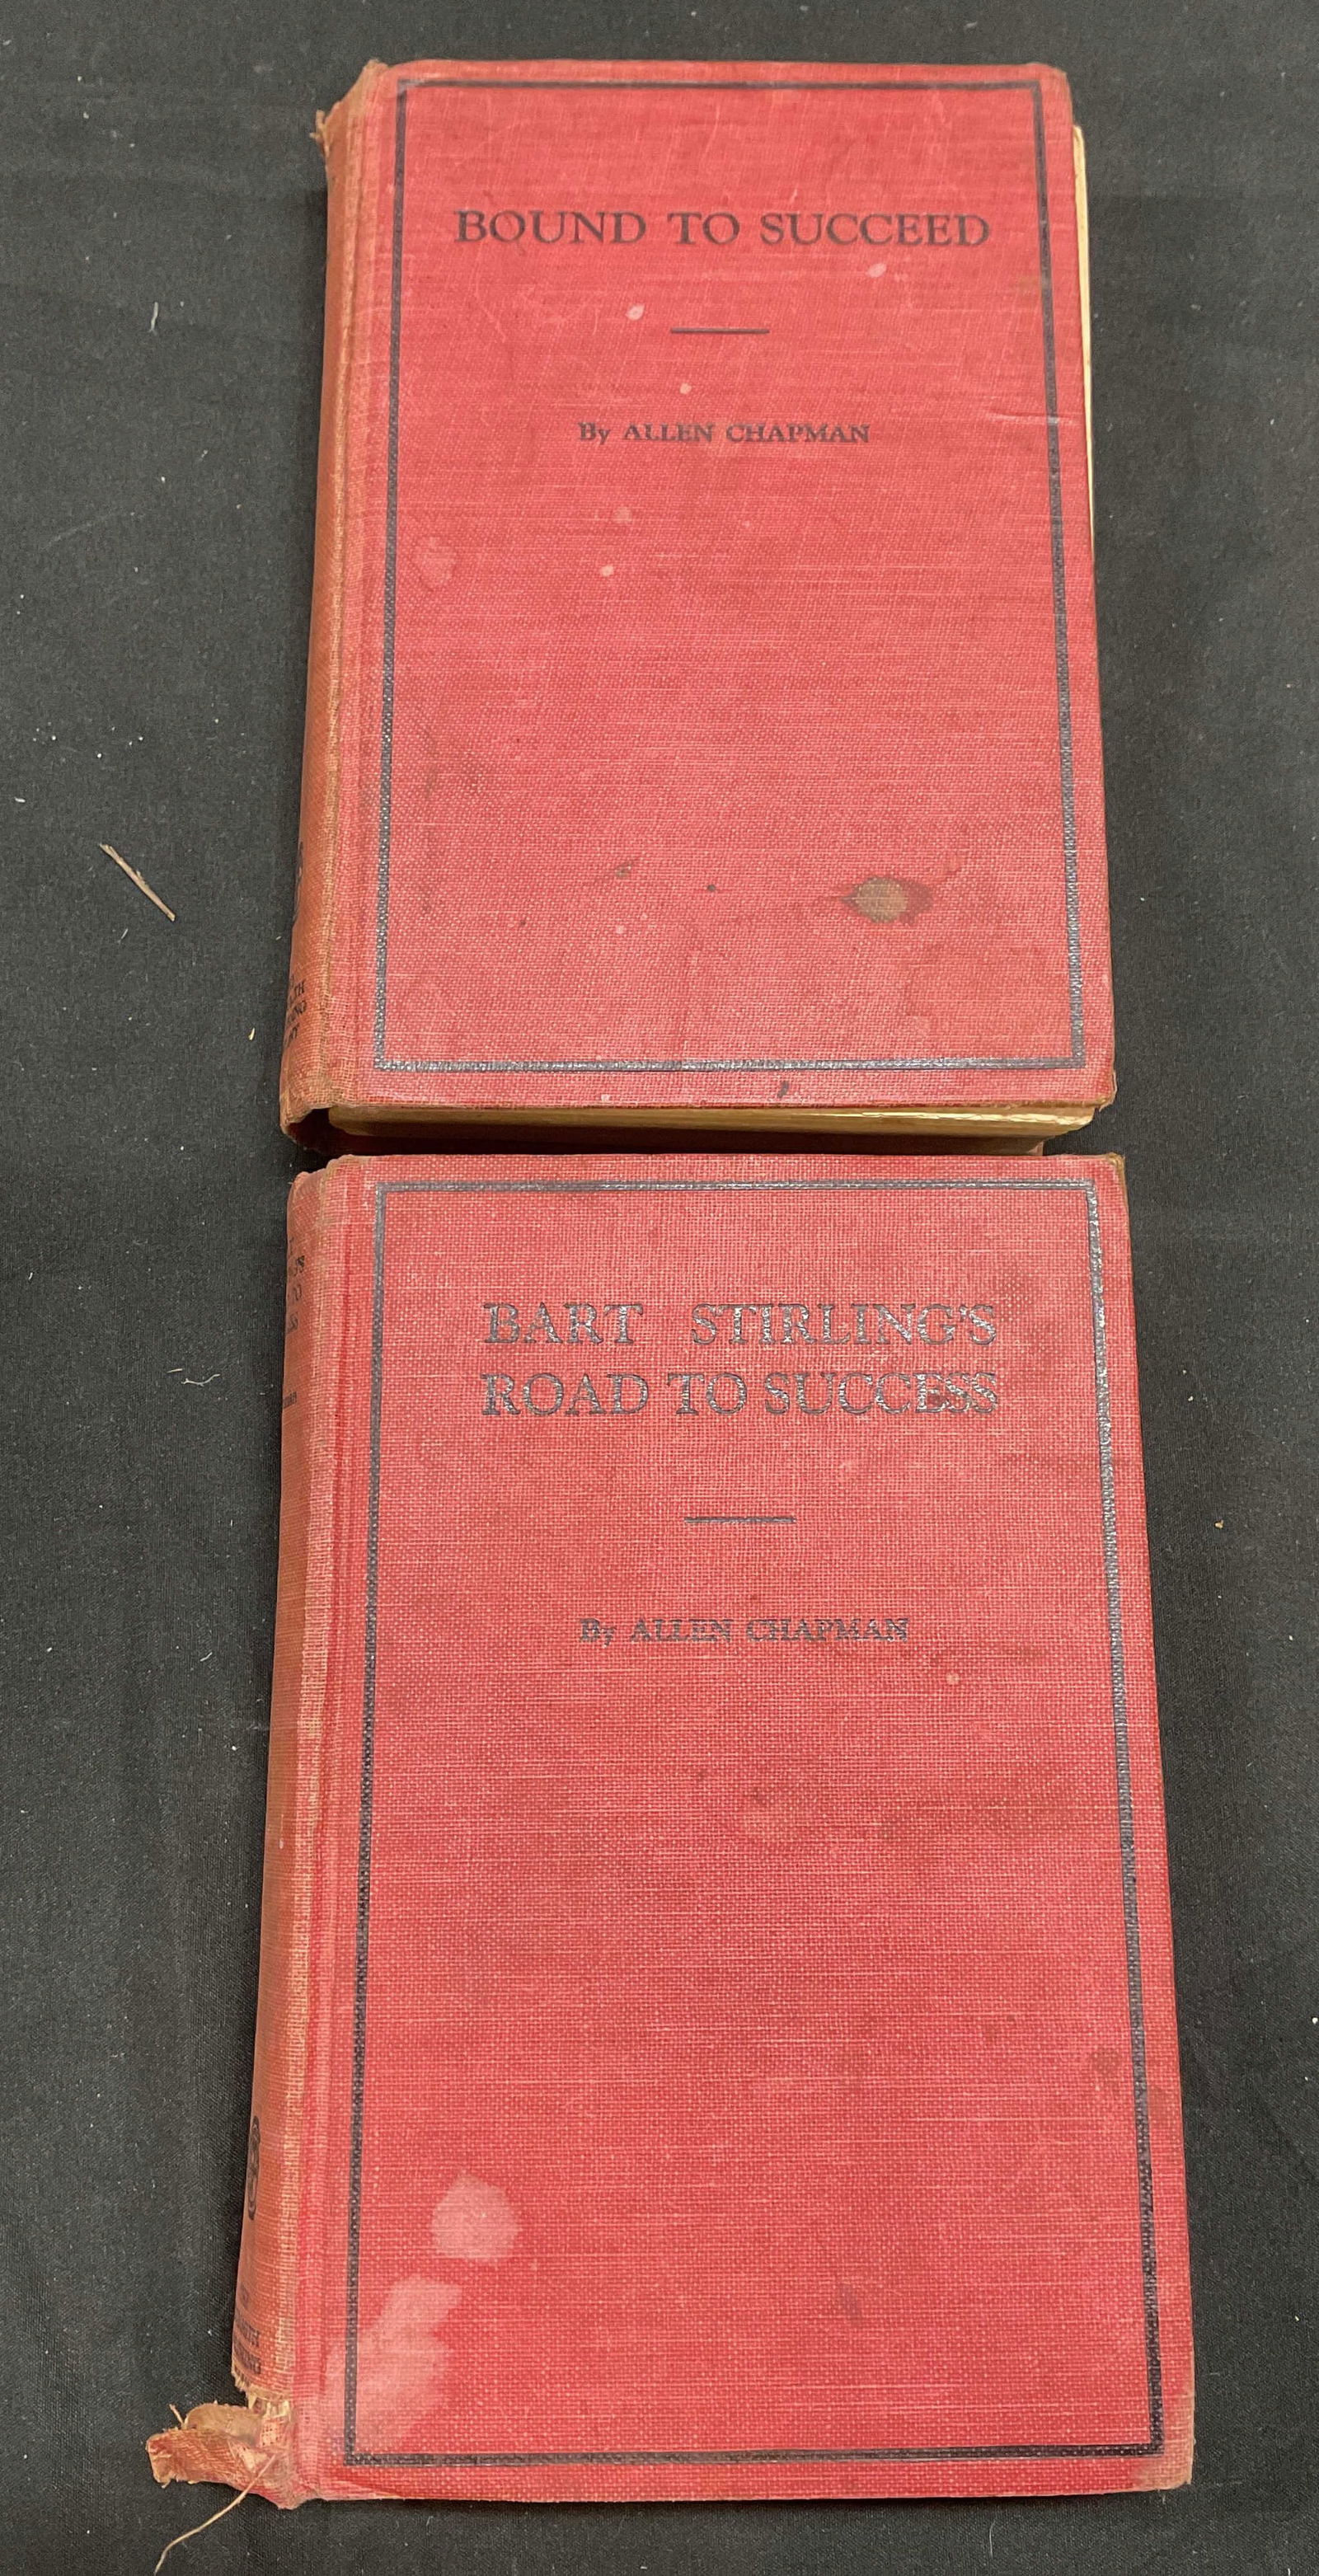 BOUND TO SUCCEED
By ALLEN CHAPMAN
BART STIRLING'S
ROAD TO SUCCESS
By ALLEN CHAPMAN